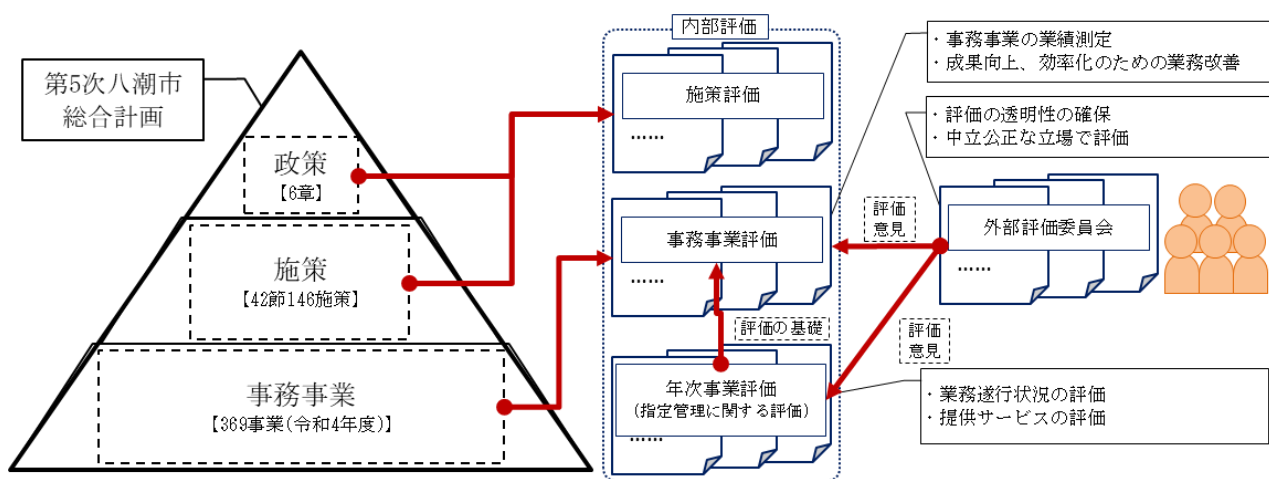 第5次八潮市
総合計画
政策
【6章】
施策
【42節146施策】
事務事業
【369事業(令和4年度)】
内部評価
施策評価
……
事務事業評価
……
評価の基礎
年次事業評価
(指定管理に関する評価)
・事務事業の業績測定
・成果向上、効率化のための業務改善
・評価の透明性の確保
・中立公正な立場で評価
評価
意見
外部評価委員会
……
評価
意見
・業務遂行状況の評価
・提供サービスの評価